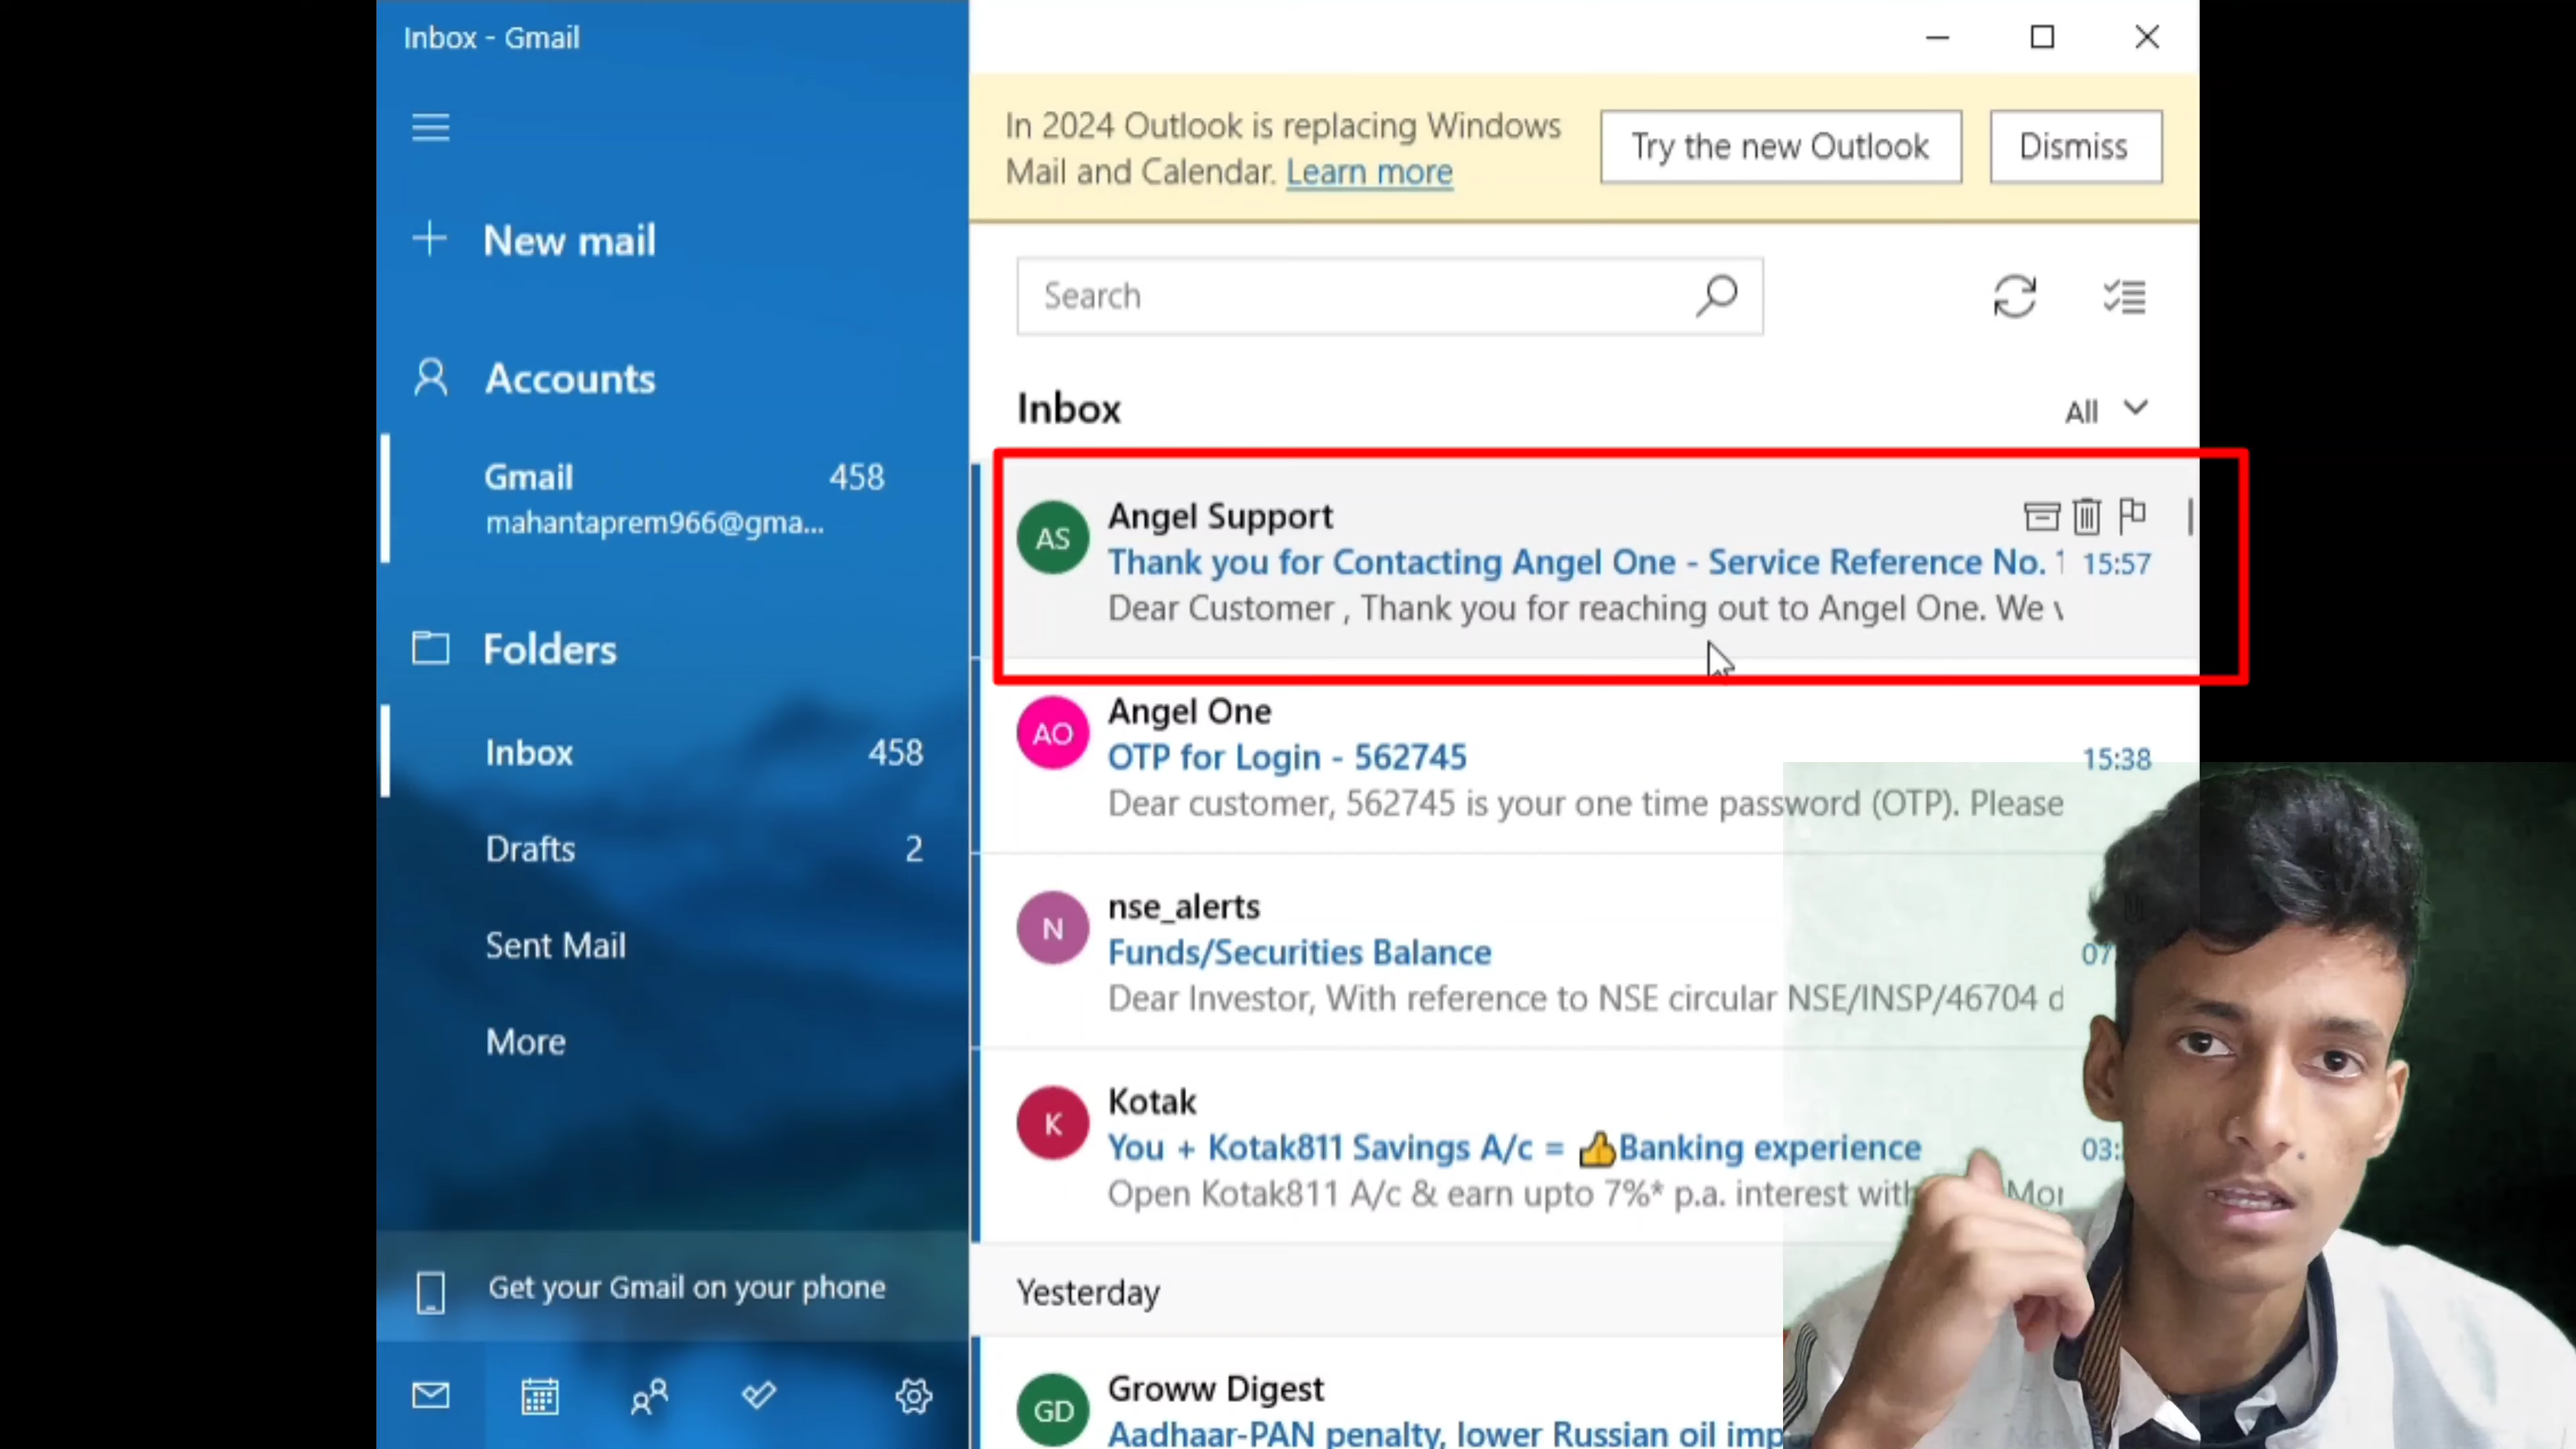 Inbox - Gmail
New mail
Accounts
Gmail 458
mahantaprem966@gma...
Folders
Inbox 458
Drafts 2
Sent Mail
More
Get your Gmail on your phone
In 2024 Outlook is replacing Windows
Mail and Calendar. Learn more
Try the new Outlook
Dismiss
Search
Inbox
All
AS
Angel Support
Thank you for Contacting Angel One - Service Reference No. 15:57
Dear Customer , Thank you for reaching out to Angel One. We
AO
Angel One
OTP for Login - 562745 15:38
Dear customer, 562745 is your one time password (OTP). Please
N
nse_alerts
Funds/Securities Balance 07
Dear Investor, With reference to NSE circular NSE/INSP/46704 d
K
Kotak
You + Kotak811 Savings A/c = 👍Banking experience 03:
Open Kotak811 A/c & earn upto 7%* p.a. interest with
Yesterday
GD
Groww Digest
Aadhaar-PAN penalty, lower Russian oil imp